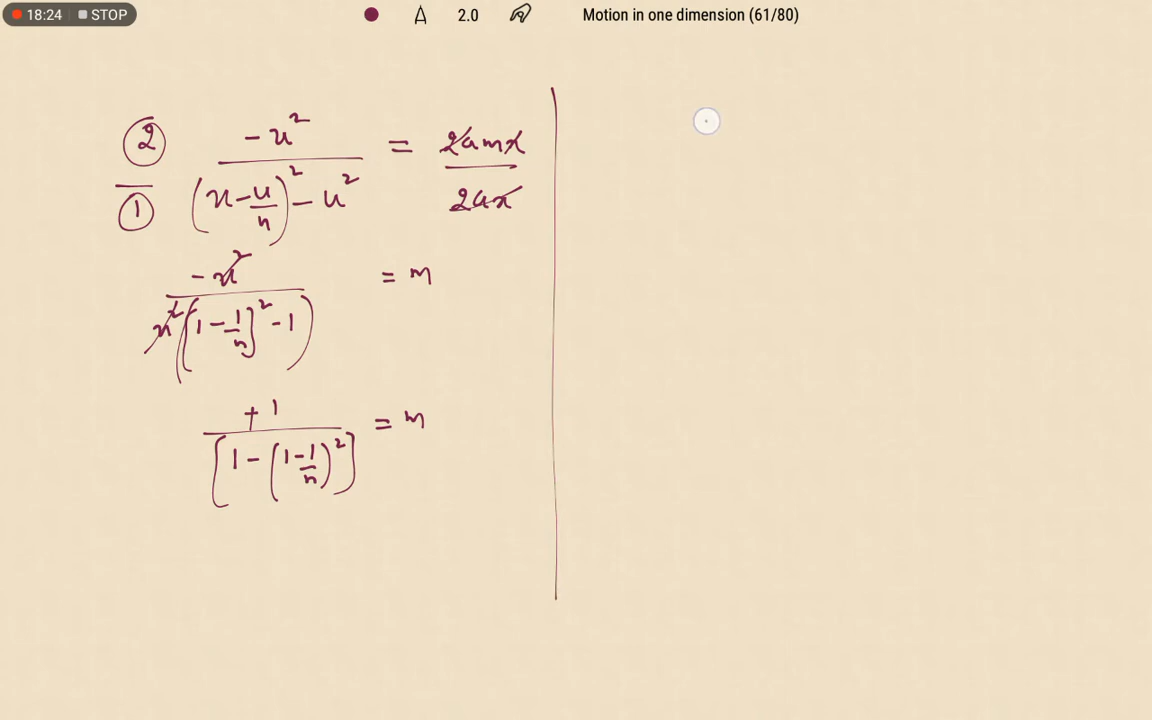 18:24 STOP 2.0 Motion in one dimension (61/80)
②/① -u²/((u-u/n)²-u²) = 2amx/2ax
-u²/(u²((1-1/n)²-1)) = m
+1/[1-(1-1/n)²] = m